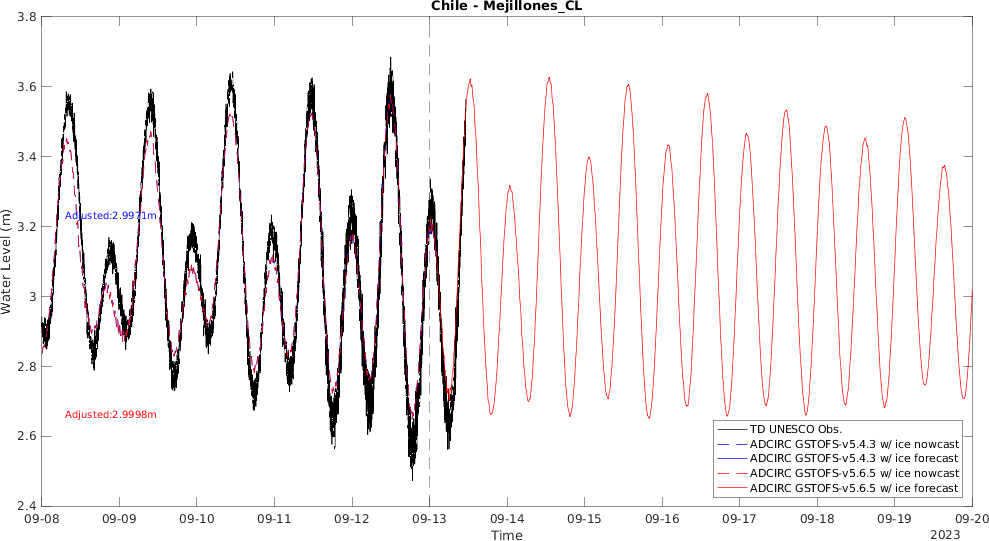 Chile - Mejillones_CL
3.8
3.6
3.4
3.2
3
2.8
2.6
2.4
Water Level (m)
Adjusted:2.9971m
Adjusted:2.9998m
TD UNESCO Obs.
ADCIRC GSTOFS-v5.4.3 w/ ice nowcast
ADCIRC GSTOFS-v5.4.3 w/ ice forecast
ADCIRC GSTOFS-v5.6.5 w/ ice nowcast
ADCIRC GSTOFS-v5.6.5 w/ ice forecast
09-08 09-09 09-10 09-11 09-12 09-13 09-14 09-15 09-16 09-17 09-18 09-19 09-20
Time
2023